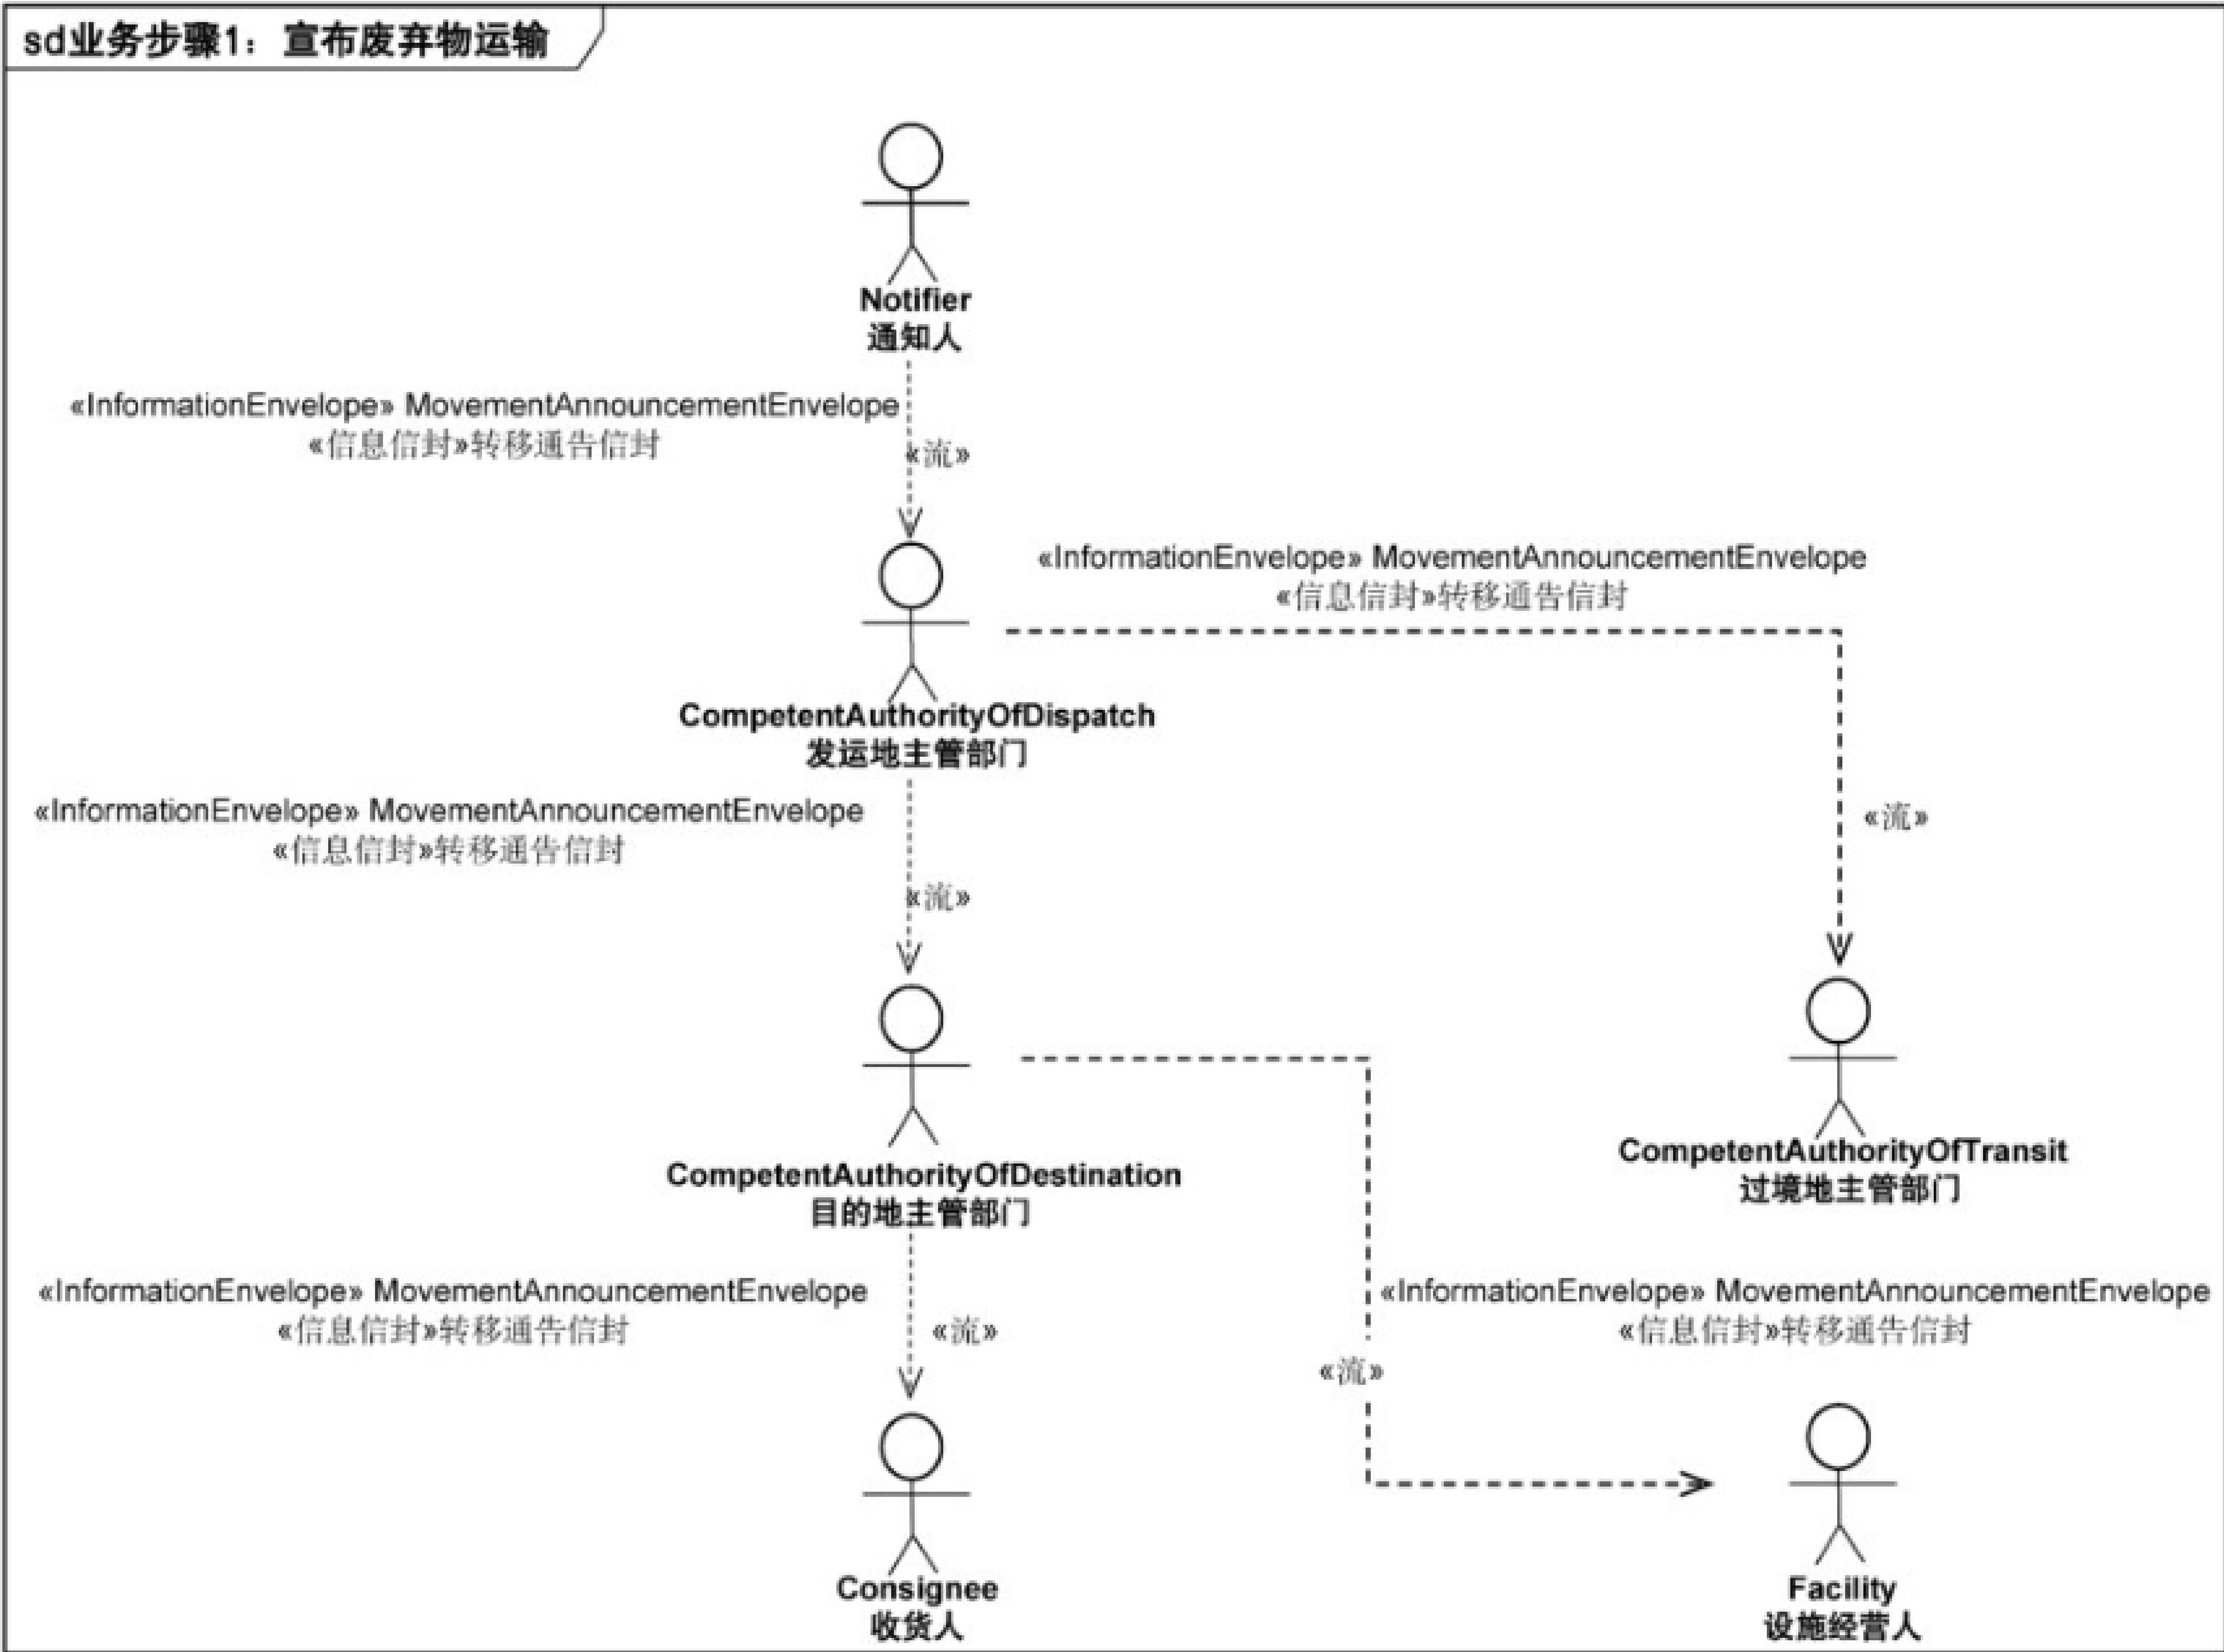 sd业务步骤1：宣布废弃物运输
Notifier
通知人
«InformationEnvelope» MovementAnnouncementEnvelope
«信息信封»转移通告信封
«流»
«InformationEnvelope» MovementAnnouncementEnvelope
«信息信封»转移通告信封
CompetentAuthorityOfDispatch
发运地主管部门
«InformationEnvelope» MovementAnnouncementEnvelope
«信息信封»转移通告信封
«流»
«流»
CompetentAuthorityOfTransit
过境地主管部门
CompetentAuthorityOfDestination
目的地主管部门
«InformationEnvelope» MovementAnnouncementEnvelope
«信息信封»转移通告信封
«流»
«InformationEnvelope» MovementAnnouncementEnvelope
«信息信封»转移通告信封
«流»
Consignee
收货人
Facility
设施经营人